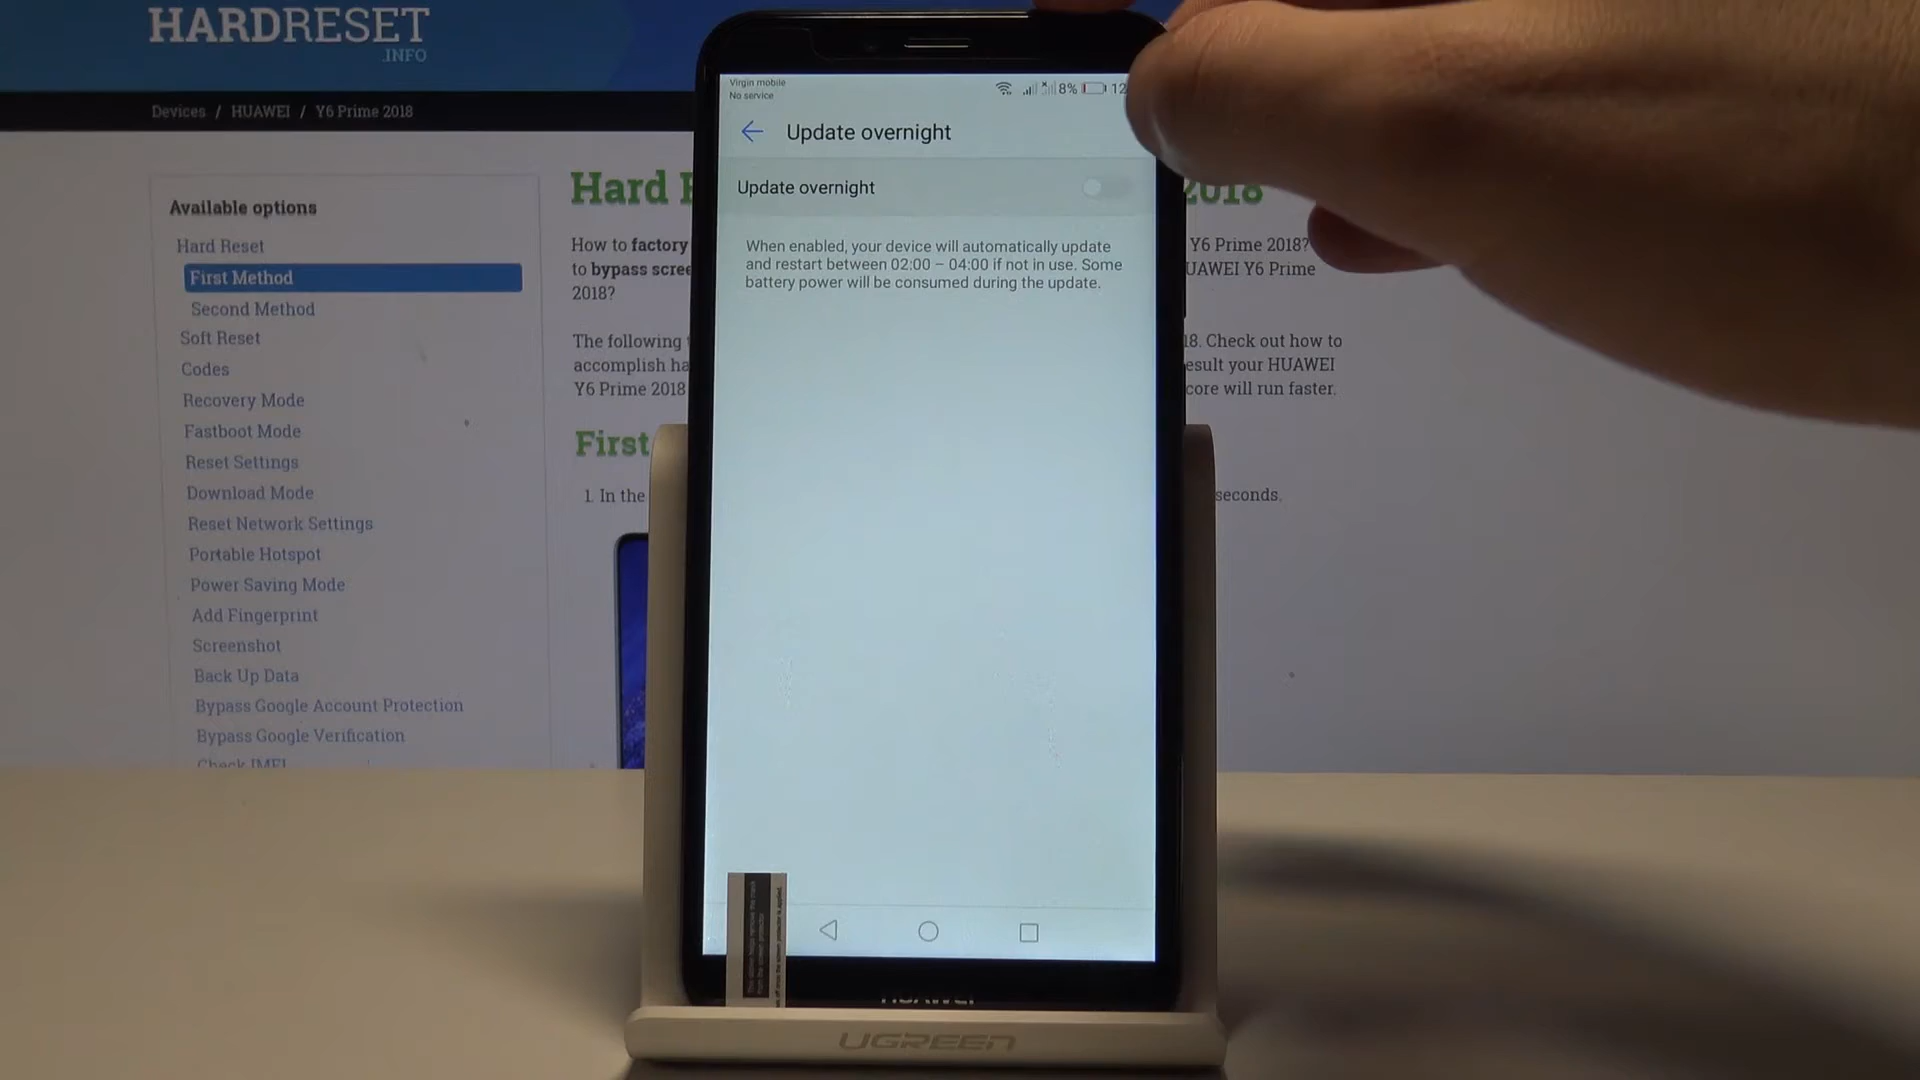 HARDRESET
.INFO
Devices / HUAWEI / Y6 Prime 2018
Available options
Hard Reset
First Method
Second Method
Soft Reset
Codes
Recovery Mode
Fastboot Mode
Reset Settings
Download Mode
Reset Network Settings
Portable Hotspot
Power Saving Mode
Add Fingerprint
Screenshot
Back Up Data
Bypass Google Account Protection
Bypass Google Verification
Check IMEI
Hard
2018
How to factory
Y6 Prime 2018?
to bypass
UAWEI Y6 Prime
2018?
The following
18. Check out how to
accomplish
esult your HUAWEI
Y6 Prime 2018
core will run faster.
First
1. In the
seconds.
Virgin mobile
No service
8% 12
Update overnight
Update overnight
When enabled, your device will automatically update
and restart between 02:00 – 04:00 if not in use. Some
battery power will be consumed during the update.
HUAWEI
UGREEN